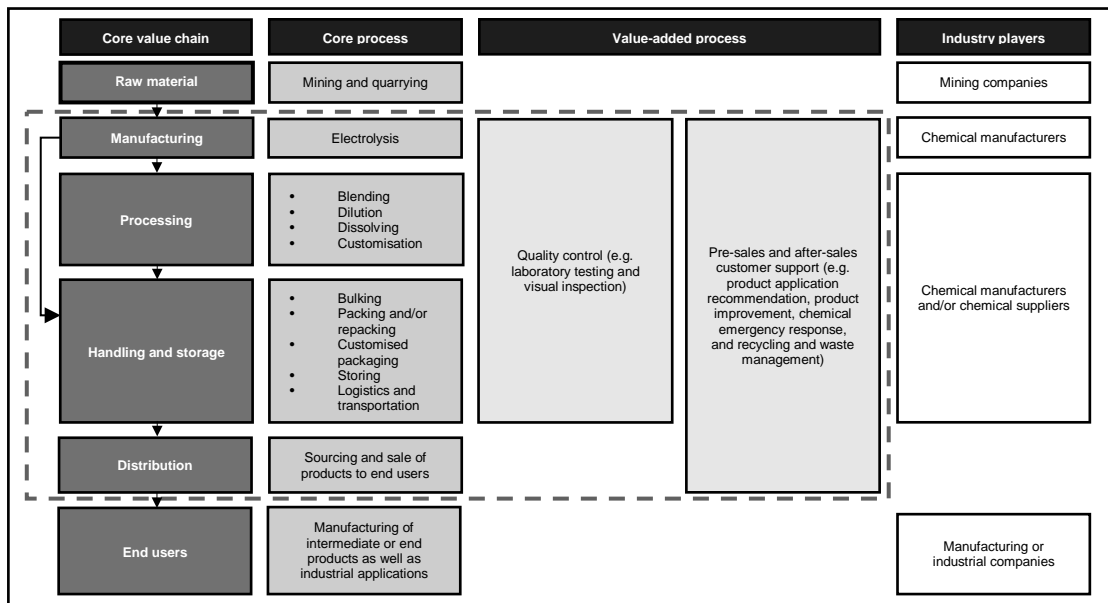 Core value chain
Core process
Value-added process
Industry players
Raw material
Mining and quarrying
Mining companies
Manufacturing
Electrolysis
Chemical manufacturers
Processing
• Blending
• Dilution
• Dissolving
• Customisation
Quality control (e.g.
laboratory testing and
visual inspection)
Pre-sales and after-sales
customer support (e.g.
product application
recommendation, product
improvement, chemical
emergency response,
and recycling and waste
management)
Chemical manufacturers
and/or chemical suppliers
Handling and storage
• Bulking
• Packing and/or
repacking
• Customised
packaging
• Storing
• Logistics and
transportation
Distribution
Sourcing and sale of
products to end users
End users
Manufacturing of
intermediate or end
products as well as
industrial applications
Manufacturing or
industrial companies